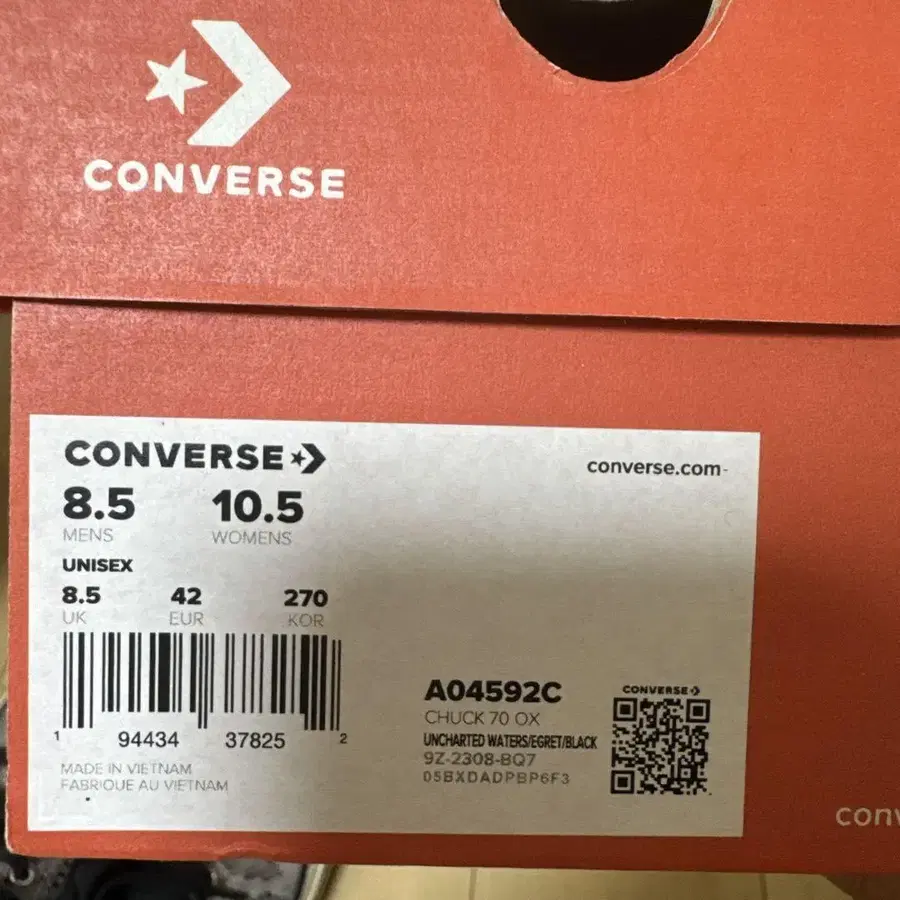 CONVERSE
CONVERSE
converse.com
8.5 10.5
MENS WOMENS
UNISEX
8.5 42 270
UK EUR KOR
1 94434 37825 2
MADE IN VIETNAM
FABRIQUE AU VIETNAM
A04592C
CHUCK 70 OX
UNCHARTED WATERS/EGRET/BLACK
9Z-2308-BQ7
05BXDADPBP6F3
CONVERSE
conv